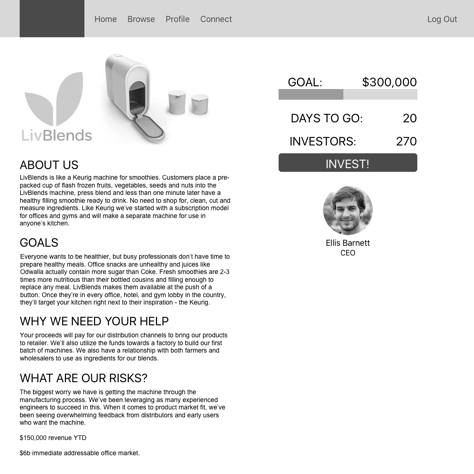 Home Browse Profile Connect Log Out
LivBlends
ABOUT US
LivBlends is like a Keurig machine for smoothies. Customers place a pre-
packed cup of flash frozen fruits, vegetables, seeds and nuts into the
LivBlends machine, press blend and less than one minute later have a
healthy filling smoothie ready to drink. No need to shop for, clean, cut and
measure ingredients. Like Keurig we've started with a subscription model
for offices and gyms and will make a separate machine for use in
anyone's kitchen.
GOALS
Everyone wants to be healthier, but busy professionals don't have time to
prepare healthy meals. Office snacks are unhealthy and juices like
Odwalla actually contain more sugar than Coke. Fresh smoothies are 2-3
times more nutritious than their bottled cousins and filling enough to
replace any meal. LivBlends makes them available at the push of a
button. Once they're in every office, hotel, and gym lobby in the country,
they'll target your kitchen right next to their inspiration - the Keurig.
WHY WE NEED YOUR HELP
Your proceeds will pay for our distribution channels to bring our products
to retailer. We'll also utilize the funds towards a factory to build our first
batch of machines. We also have a relationship with both farmers and
wholesalers to use as ingredients for our blends.
WHAT ARE OUR RISKS?
The biggest worry we have is getting the machine through the
manufacturing process. We've been leveraging as many experienced
engineers to succeed in this. When it comes to product market fit, we've
been seeing overwhelming feedback from distributors and early users
who want the machine.
$150,000 revenue YTD
$6b immediate addressable office market.
GOAL: $300,000
DAYS TO GO: 20
INVESTORS: 270
INVEST!
Ellis Barnett
CEO